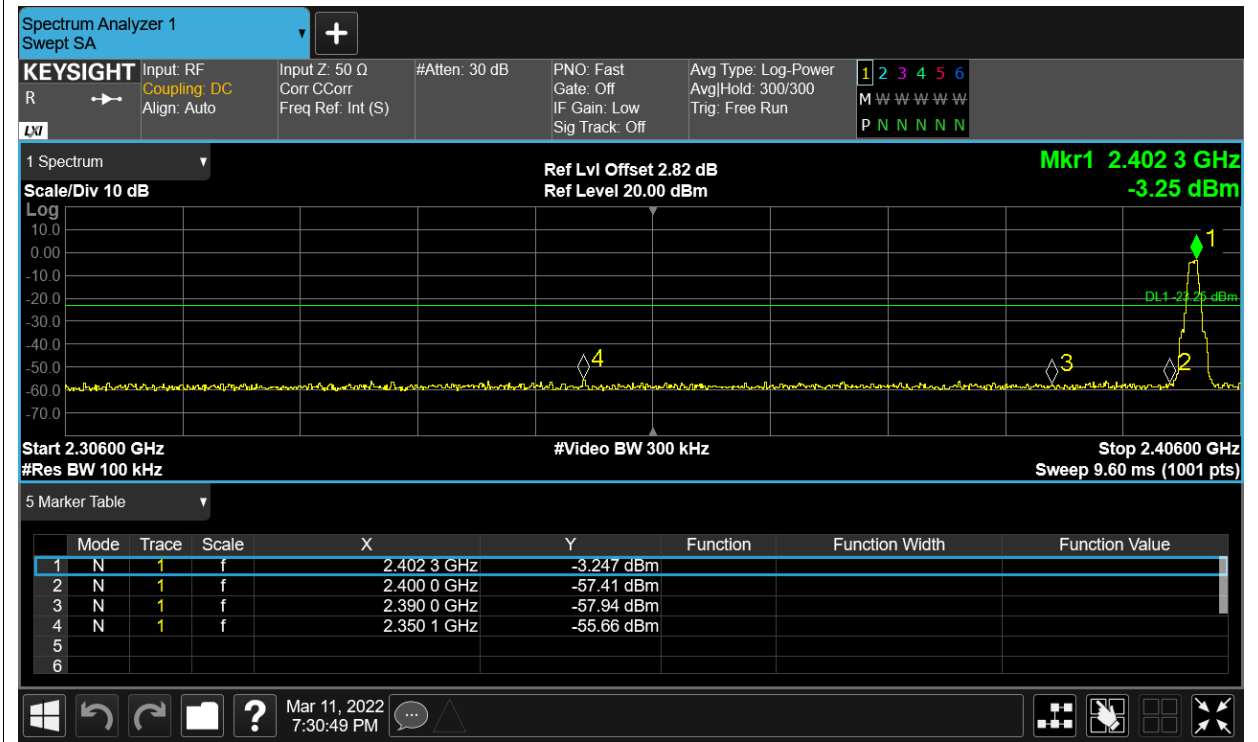 Spectrum Analyzer 1
Swept SA
KEYSIGHT
R
LXI
Input: RF
Coupling: DC
Align: Auto
Input Z: 50 Ω
Corr CCorr
Freq Ref: Int (S)
#Atten: 30 dB
PNO: Fast
Gate: Off
IF Gain: Low
Sig Track: Off
Avg Type: Log-Power
Avg|Hold: 300/300
Trig: Free Run
1 2 3 4 5 6
M W W W W W
P N N N N N
1 Spectrum
Scale/Div 10 dB
Ref Lvl Offset 2.82 dB
Ref Level 20.00 dBm
Mkr1 2.402 3 GHz
-3.25 dBm
Log
10.0
0.00
-10.0
-20.0
-30.0
-40.0
-50.0
-60.0
-70.0
1
DL1 -23.25 dBm
4
3
2
Start 2.30600 GHz
#Res BW 100 kHz
#Video BW 300 kHz
Stop 2.40600 GHz
Sweep 9.60 ms (1001 pts)
5 Marker Table
Mode Trace Scale X Y Function Function Width Function Value
1 N 1 f 2.402 3 GHz -3.247 dBm
2 N 1 f 2.400 0 GHz -57.41 dBm
3 N 1 f 2.390 0 GHz -57.94 dBm
4 N 1 f 2.350 1 GHz -55.66 dBm
5
6
?
Mar 11, 2022
7:30:49 PM